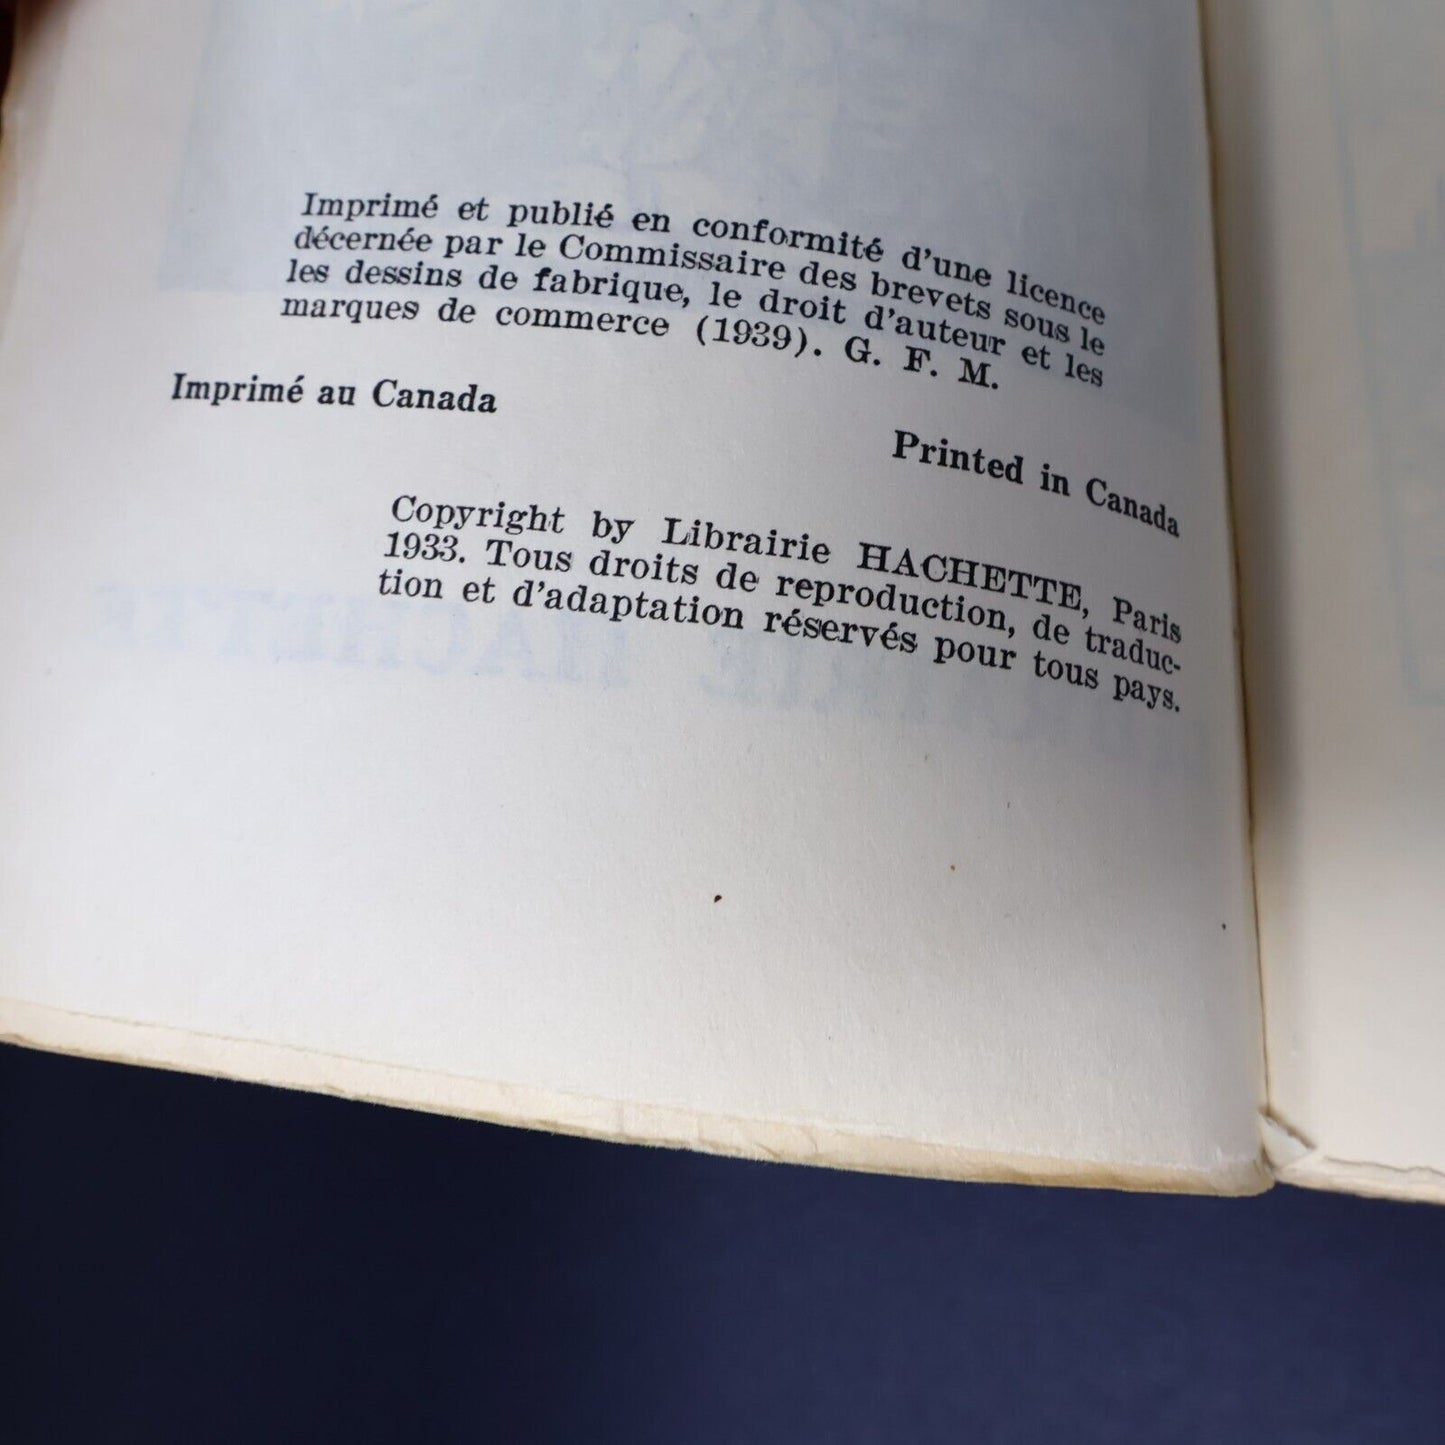 Imprimé et publié en conformité d'une licence
décernée par le Commissaire des brevets sous le
les dessins de fabrique, le droit d'auteur et les
marques de commerce (1939). G. F. M.
Imprimé au Canada
Printed in Canada
Copyright by Librairie HACHETTE, Paris
1933. Tous droits de reproduction, de traduc-
tion et d'adaptation réservés pour tous pays.